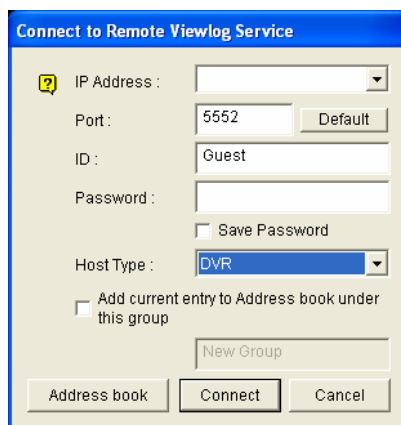 Connect to Remote Viewlog Service
IP Address :
Port :
5552
Default
ID :
Guest
Password :
Save Password
Host Type :
DVR
Add current entry to Address book under
this group
New Group
Address book
Connect
Cancel